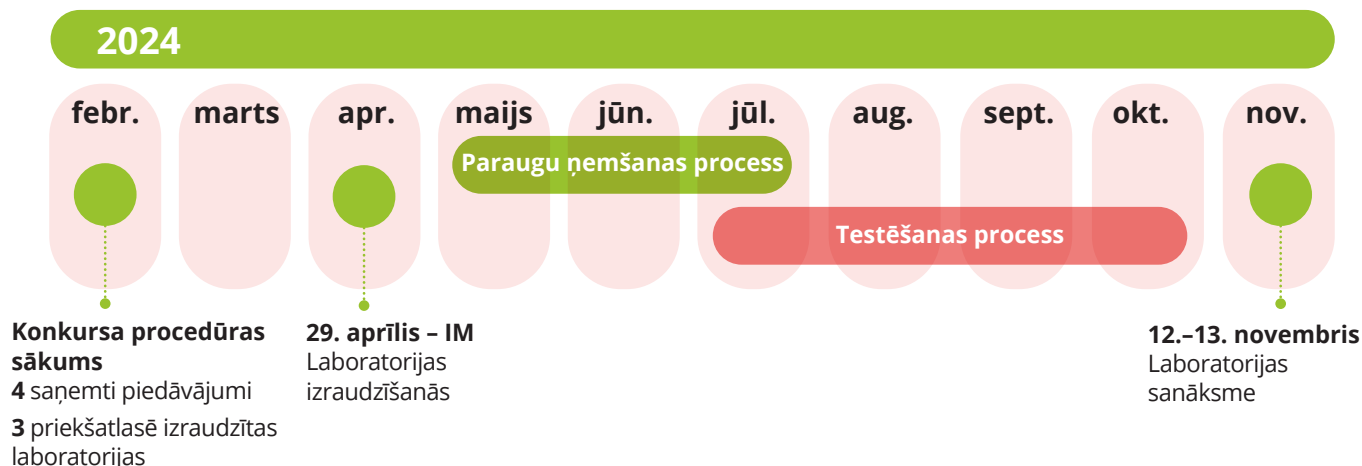 2024
febr.
marts
apr.
maijs
jūn.
jūl.
aug.
sept.
okt.
nov.
Paraugu ņemšanas process
Testēšanas process
Konkursa procedūras
sākums
4 saņemti piedāvājumi
3 priekšatlasē izraudzītas
laboratorijas
29. aprīlis – IM
Laboratorijas
izraudzīšanās
12.–13. novembris
Laboratorijas
sanāksme